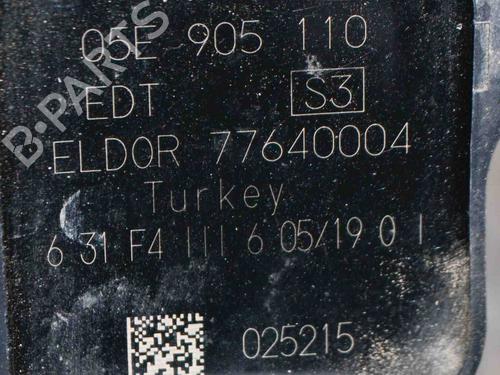 05E 905 110
EDT S3
ELDOR 77640004
Turkey
6 31 F4 111 6 05/19 0 1
025215
B-PARTS